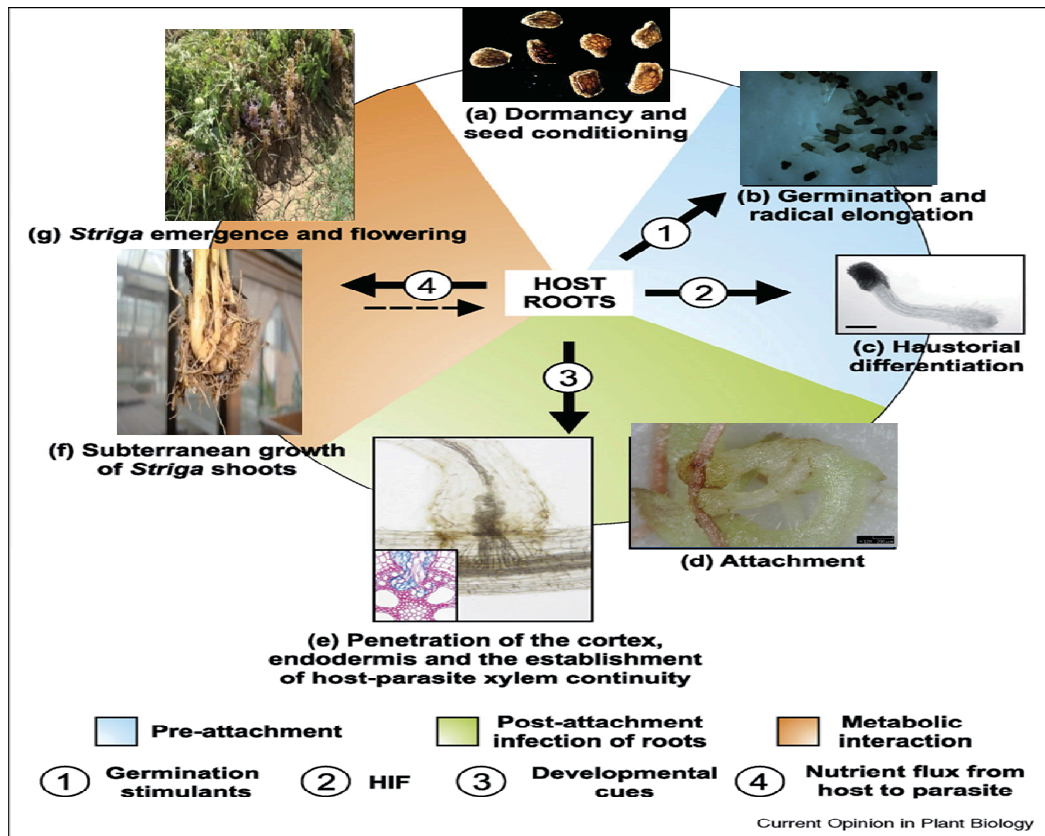 (a) Dormancy and
seed conditioning
(b) Germination and
radical elongation
(g) Striga emergence and flowering
1
4
HOST
ROOTS
2
(c) Haustorial
differentiation
3
(f) Subterranean growth
of Striga shoots
(d) Attachment
(e) Penetration of the cortex,
endodermis and the establishment
of host-parasite xylem continuity
Pre-attachment
Post-attachment
infection of roots
Metabolic
interaction
1 Germination
stimulants
2 HIF
3 Developmental
cues
4 Nutrient flux from
host to parasite
Current Opinion in Plant Biology